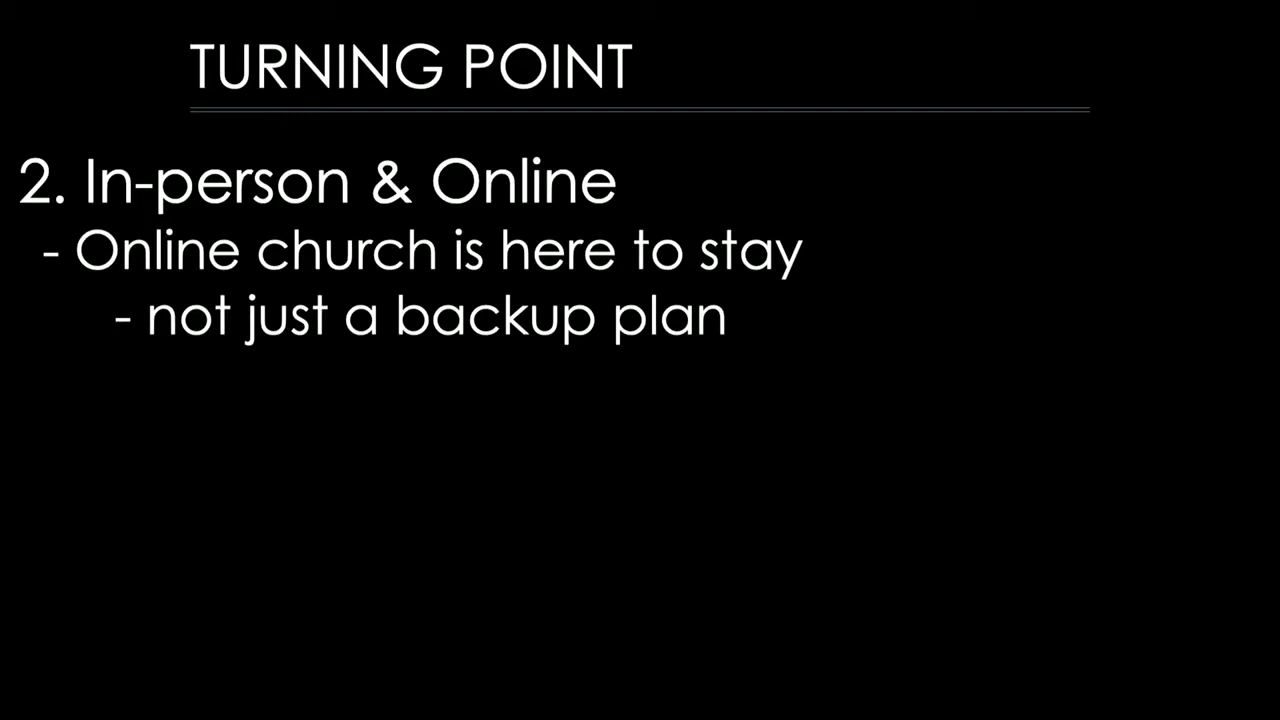 TURNING POINT
2. In-person & Online
- Online church is here to stay
- not just a backup plan